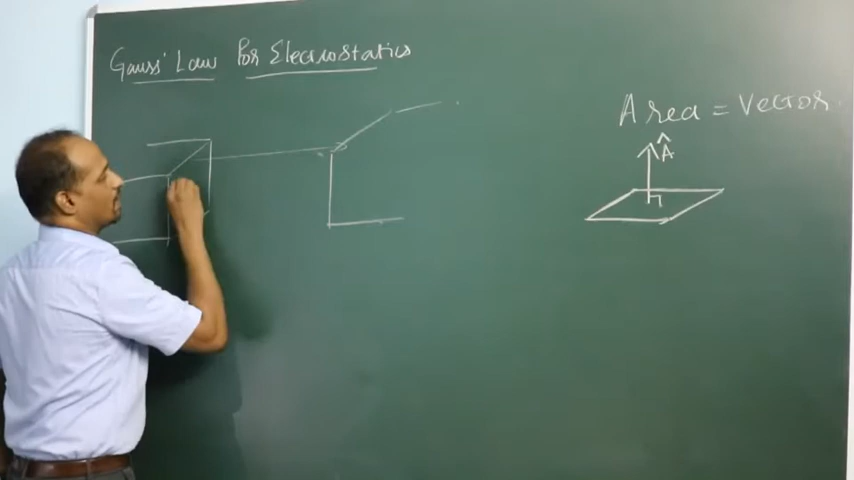 Gauss' Law For Electrostatics
Area = Vector
Â